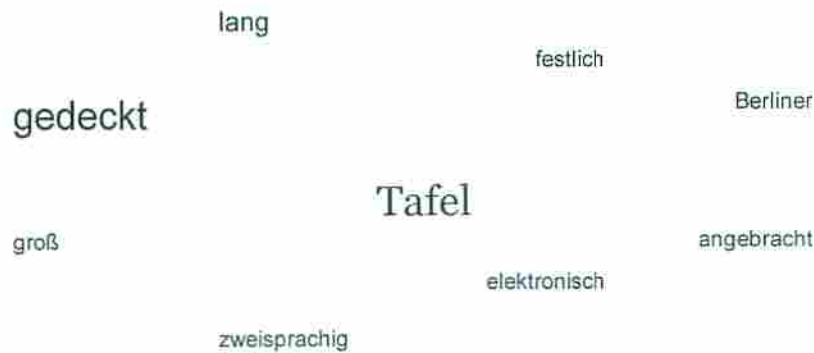 lang
festlich
Berliner
gedeckt
Tafel
groß
angebracht
elektronisch
zweisprachig